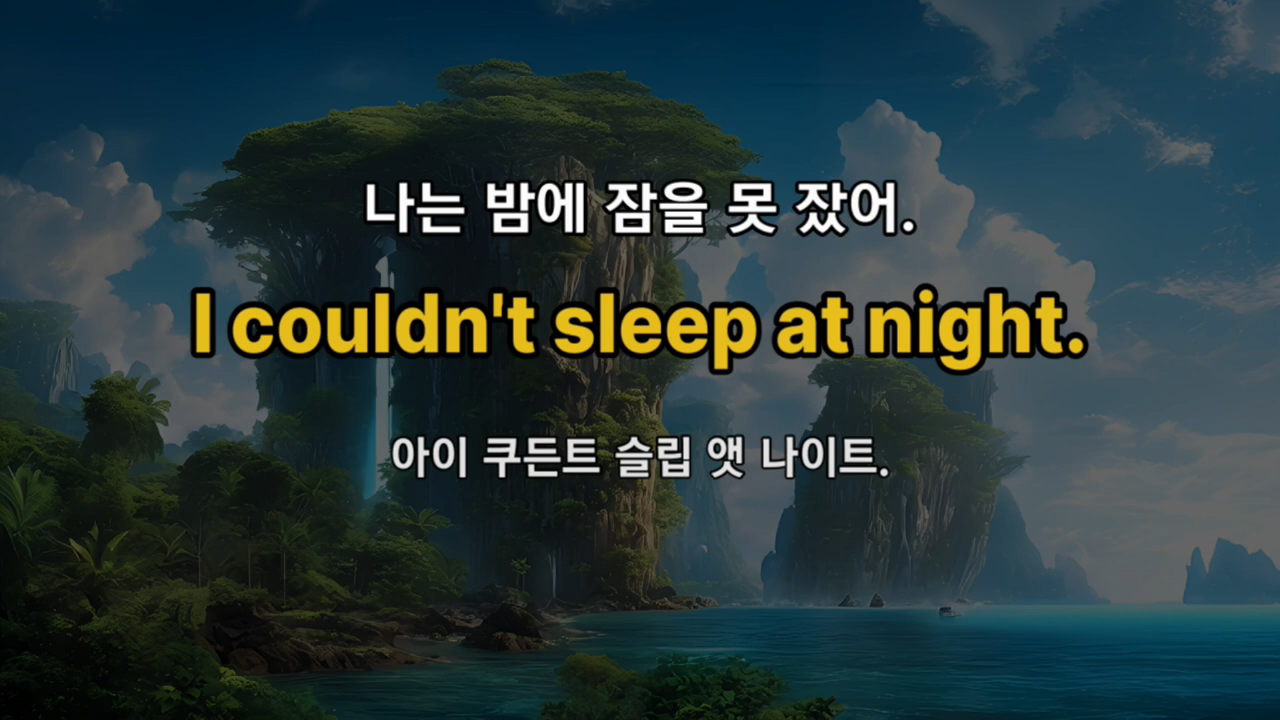 나는 밤에 잠을 못 잤어.
I couldn't sleep at night.
아이 쿠든트 슬립 앳 나이트.